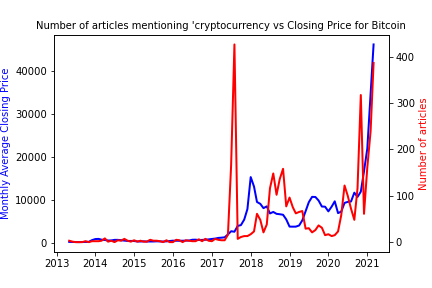 Number of articles mentioning 'cryptocurrency vs Closing Price for Bitcoin
Monthly Average Closing Price
40000
30000
20000
10000
0
400
300
200
100
0
Number of articles
2013 2014 2015 2016 2017 2018 2019 2020 2021